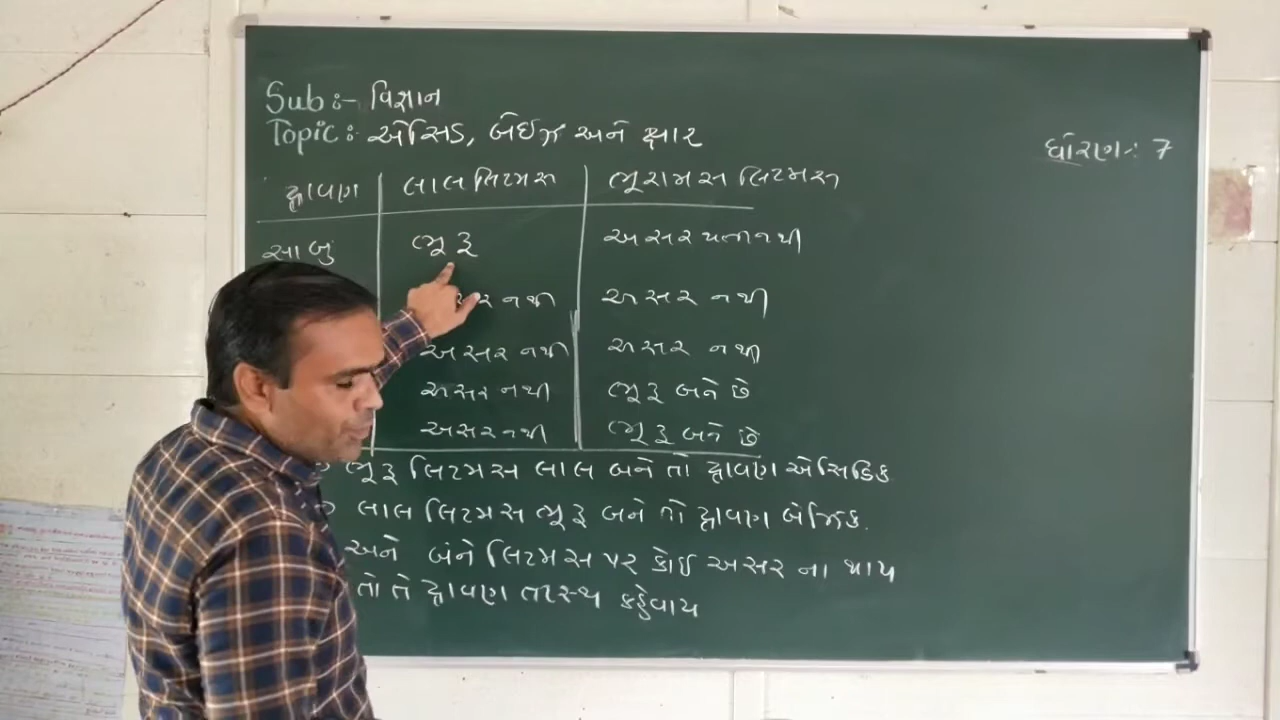 Sub :- વિજ્ઞાન
Topic : એસિડ, બેઈઝ અને ક્ષાર
ધોરણ : 7
દ્રાવણ લાલ લિટમસ ભૂરામસ લિટમસ
સાબુ ભૂરૂ અસર થતી નથી
સર નથી અસર નથી
અસર નથી અસર નથી
અસર નથી ભૂરૂ બને છે
અસર નથી ભૂરૂ બને છે
ભૂરૂ લિટમસ લાલ બને તો દ્રાવણ એસિડિક
લાલ લિટમસ ભૂરૂ બને તો દ્રાવણ બેઝિક.
અને બંને લિટમસ પર કોઈ અસર ના થાય
તો તે દ્રાવણ તટસ્થ કહેવાય